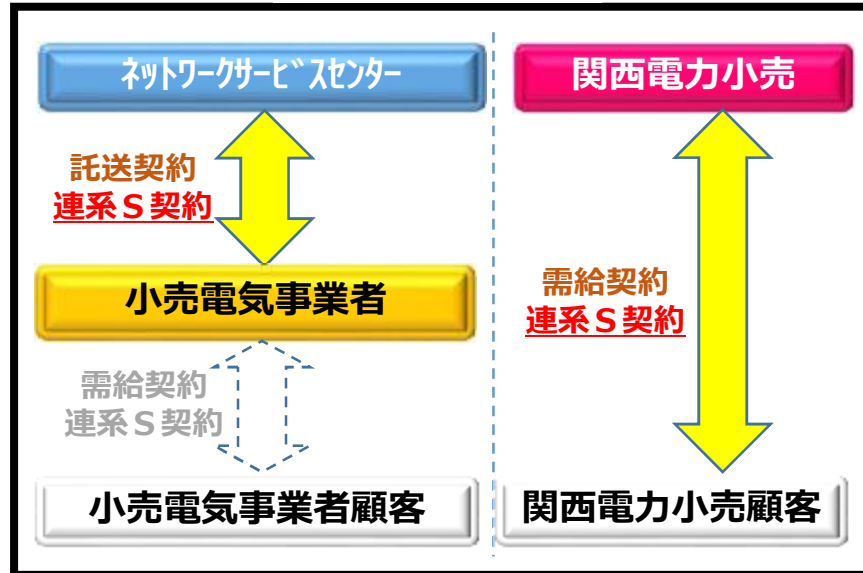 ネットワークサービスセンター
託送契約
連系Ｓ契約
小売電気事業者
需給契約
連系Ｓ契約
小売電気事業者顧客
関西電力小売
需給契約
連系Ｓ契約
関西電力小売顧客